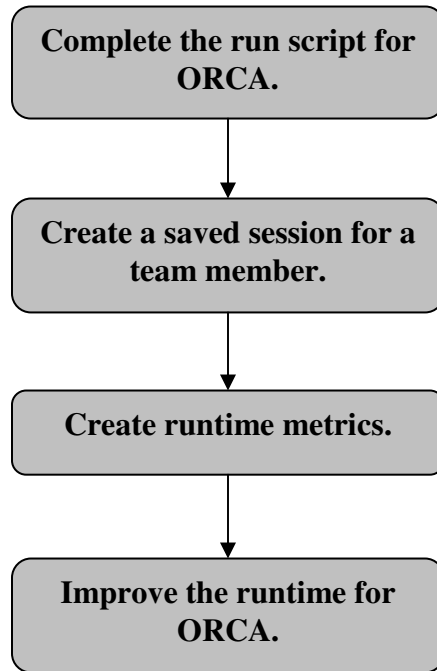 Complete the run script for
ORCA.
Create a saved session for a
team member.
Create runtime metrics.
Improve the runtime for
ORCA.